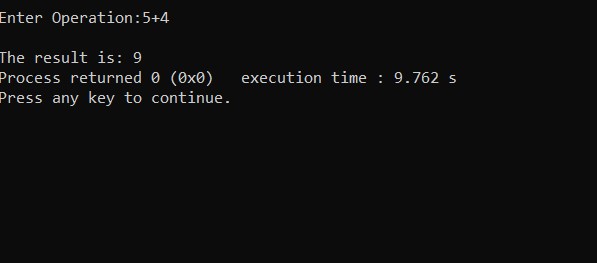 Enter Operation:5+4
The result is: 9
Process returned 0 (0x0)   execution time : 9.762 s
Press any key to continue.